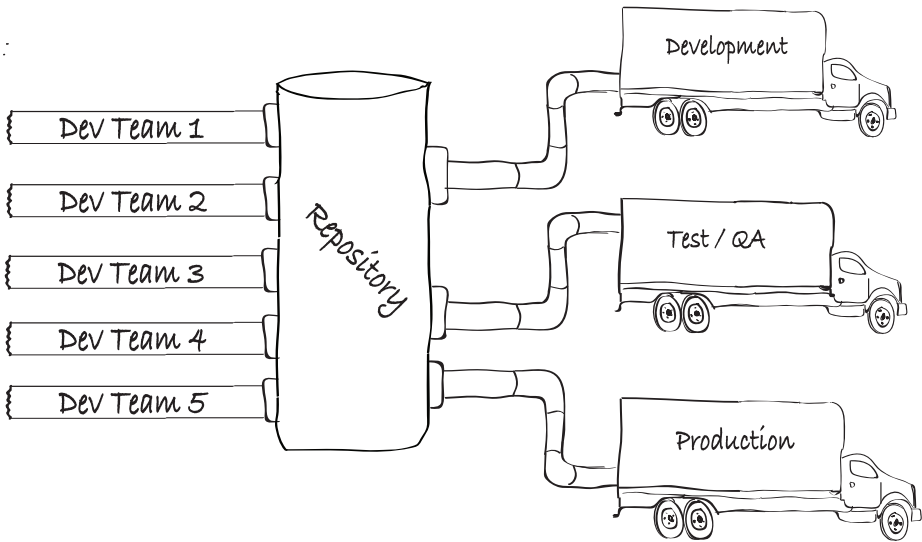 Dev Team 1
Dev Team 2
Dev Team 3
Dev Team 4
Dev Team 5
Repository
Development
Test / QA
Production